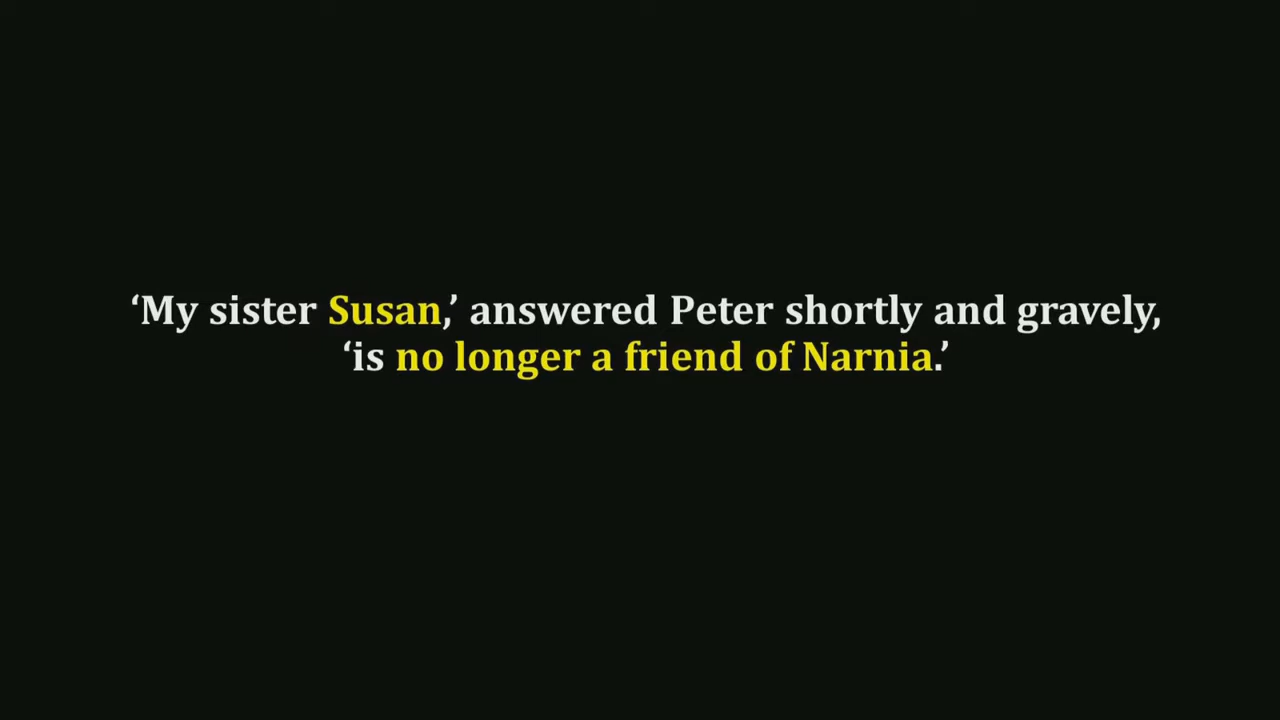 ‘My sister Susan,’ answered Peter shortly and gravely,
‘is no longer a friend of Narnia.’